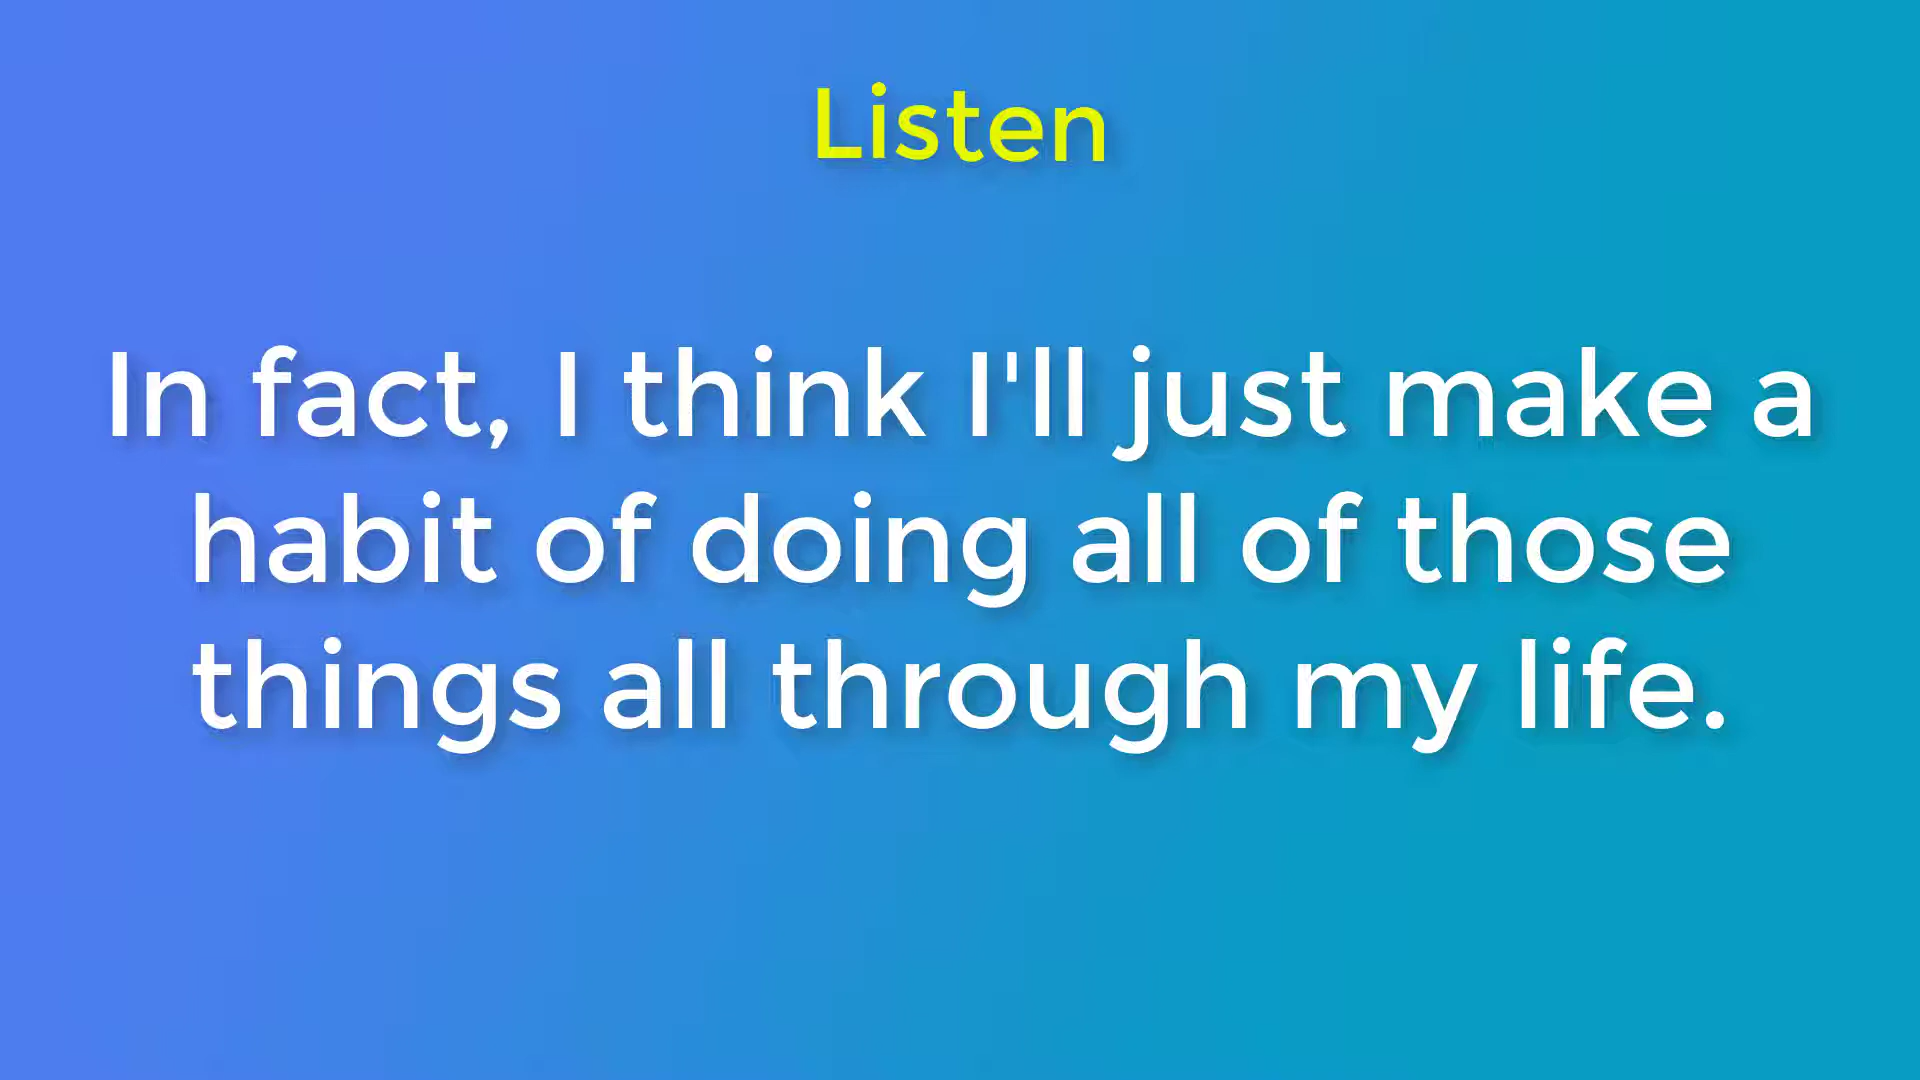 Listen
In fact, I think I'll just make a
habit of doing all of those
things all through my life.